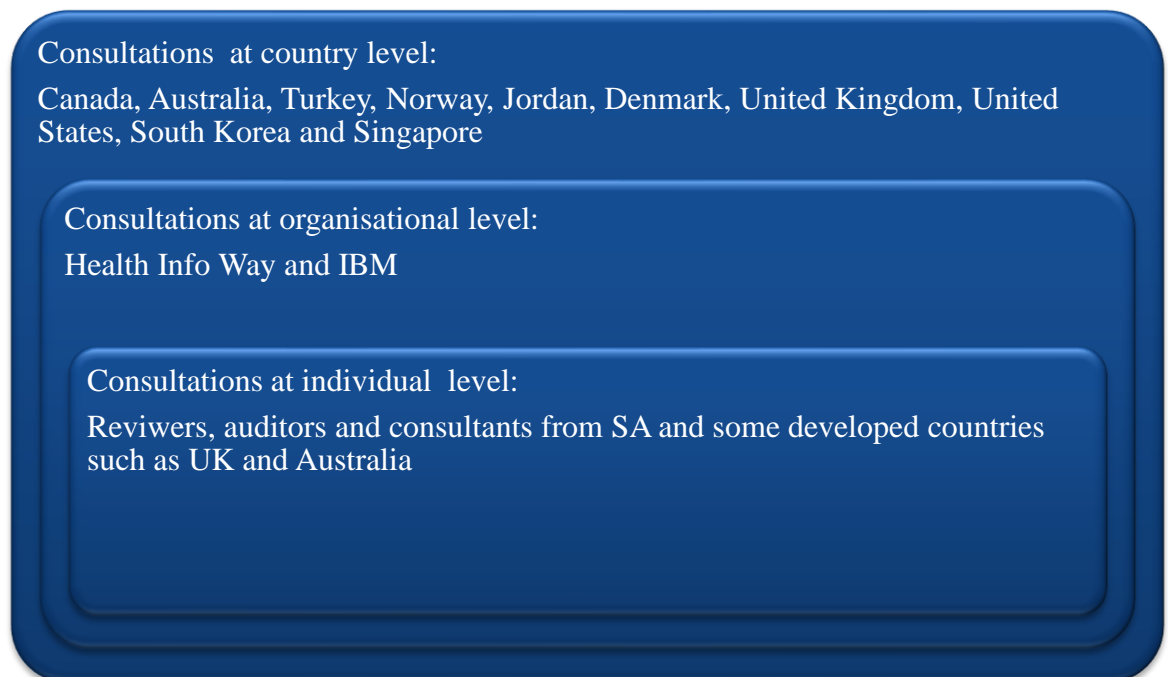 Consultations at country level:
Canada, Australia, Turkey, Norway, Jordan, Denmark, United Kingdom, United
States, South Korea and Singapore
Consultations at organisational level:
Health Info Way and IBM
Consultations at individual level:
Reviwers, auditors and consultants from SA and some developed countries
such as UK and Australia